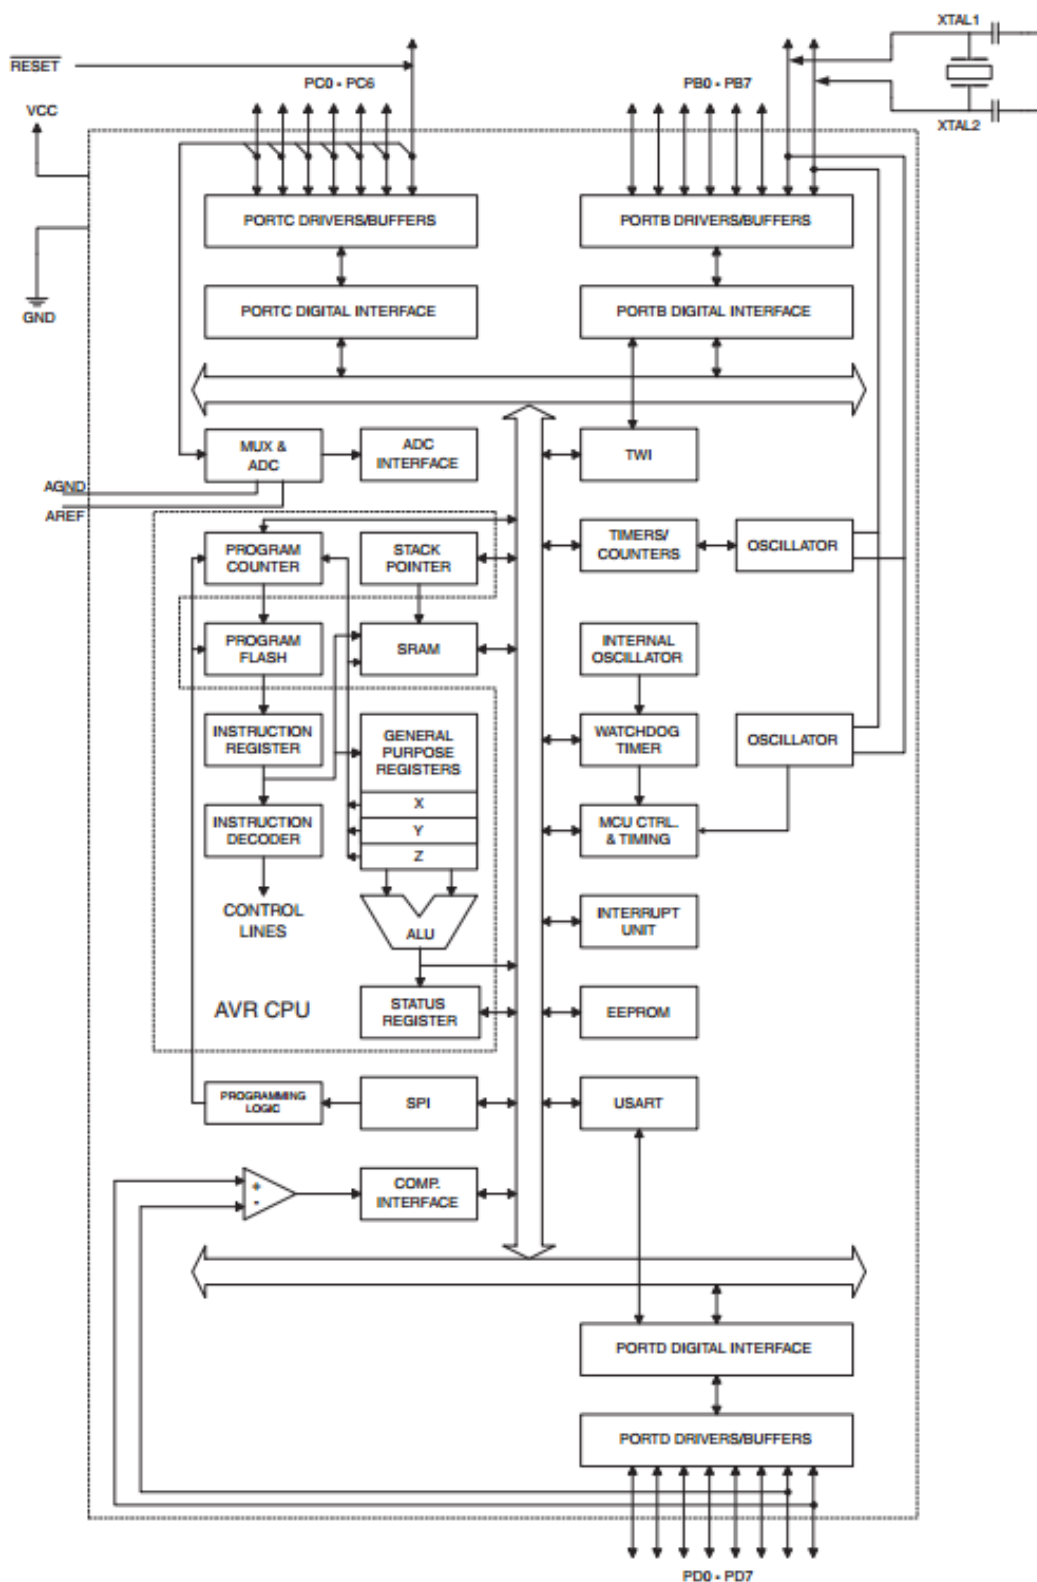 XTAL1
RESET
PC0 - PC6
PB0 - PB7
VCC
XTAL2
PORTC DRIVERS/BUFFERS
PORTB DRIVERS/BUFFERS
PORTC DIGITAL INTERFACE
PORTB DIGITAL INTERFACE
GND
MUX &
ADC
ADC
INTERFACE
TWI
AGND
AREF
PROGRAM
COUNTER
STACK
POINTER
TIMERS/
COUNTERS
OSCILLATOR
PROGRAM
FLASH
SRAM
INTERNAL
OSCILLATOR
INSTRUCTION
REGISTER
GENERAL
PURPOSE
REGISTERS
WATCHDOG
TIMER
OSCILLATOR
X
INSTRUCTION
DECODER
Y
MCU CTRL.
& TIMING
Z
CONTROL
LINES
ALU
INTERRUPT
UNIT
AVR CPU
STATUS
REGISTER
EEPROM
PROGRAMMING
LOGIC
SPI
USART
+
-
COMP.
INTERFACE
PORTD DIGITAL INTERFACE
PORTD DRIVERS/BUFFERS
PD0 - PD7